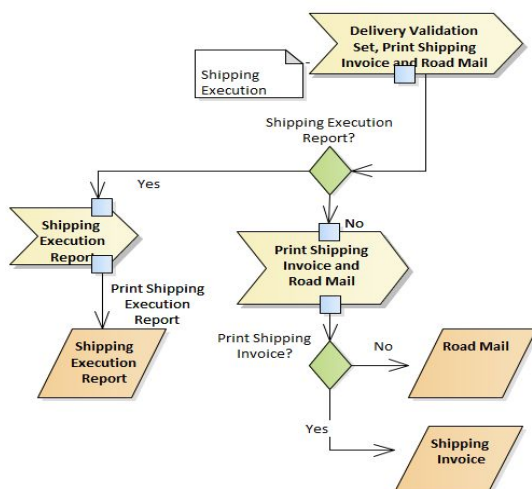 Delivery Validation
Set, Print Shipping
Invoice and Road Mail
Shipping
Execution
Shipping Execution
Report?
Yes
No
Shipping
Execution
Report
Print Shipping
Invoice and
Road Mail
Print Shipping
Execution
Report
Print Shipping
Invoice?
No
Road Mail
Shipping
Execution
Report
Yes
Shipping
Invoice